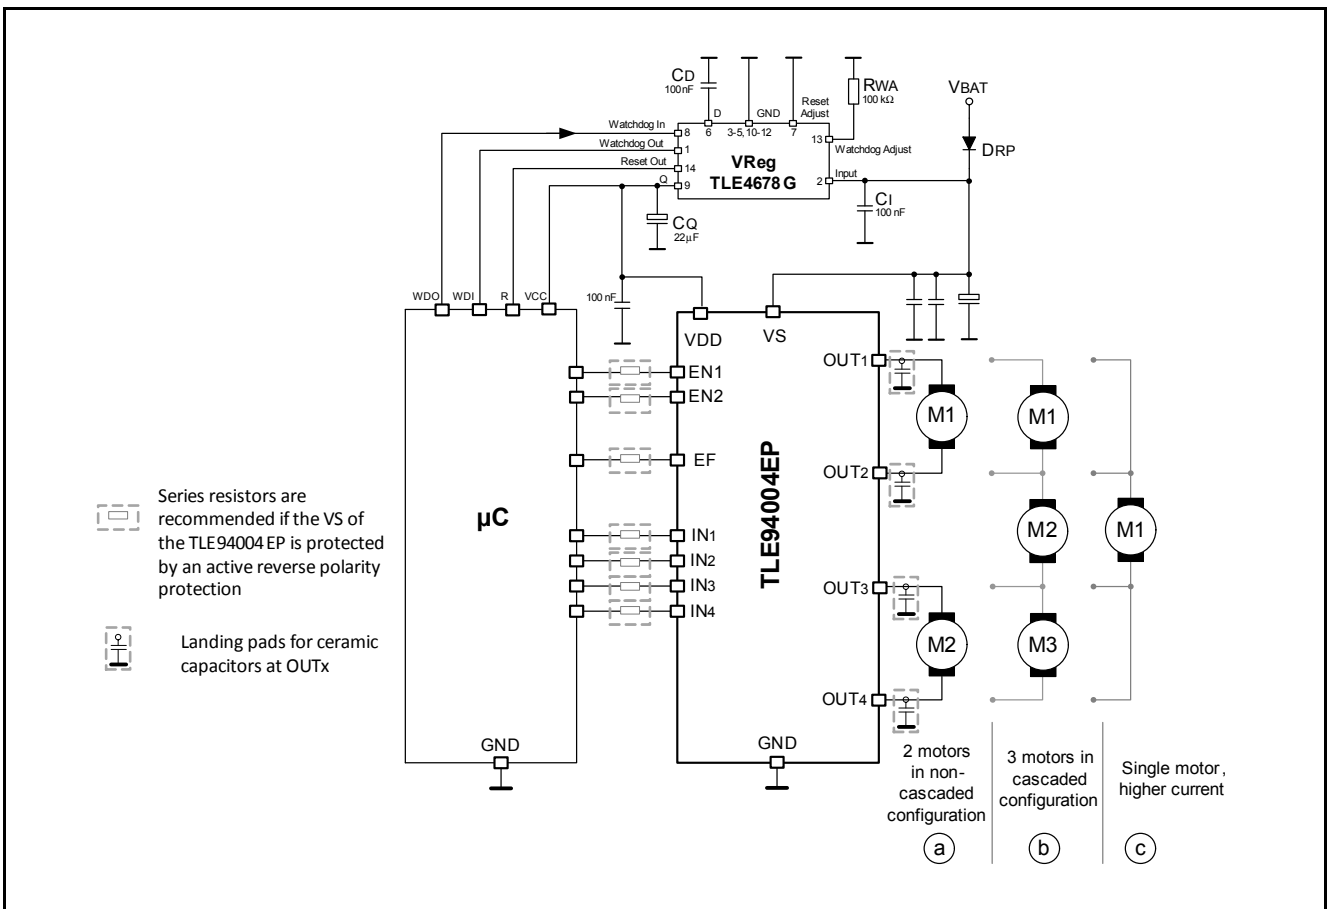 CD
100nF
D
6
GND
3-5, 10-12
Reset
Adjust
7
RWA
100 kΩ
VBAT
DRP
Watchdog In
8
Watchdog Out
1
Reset Out
14
Q
9
VReg
TLE4678 G
13
Watchdog Adjust
2
Input
CI
100 nF
CQ
22µF
WDO
WDI
R
VCC
100 nF
VDD
VS
EN1
EN2
EF
IN1
IN2
IN3
IN4
µC
TLE94004EP
OUT1
OUT2
OUT3
OUT4
GND
GND
M1
M2
M1
M2
M3
M1
Series resistors are
recommended if the VS of
the TLE94004 EP is protected
by an active reverse polarity
protection
Landing pads for ceramic
capacitors at OUTx
2 motors
in non-
cascaded
configuration
a
3 motors in
cascaded
configuration
b
Single motor,
higher current
c